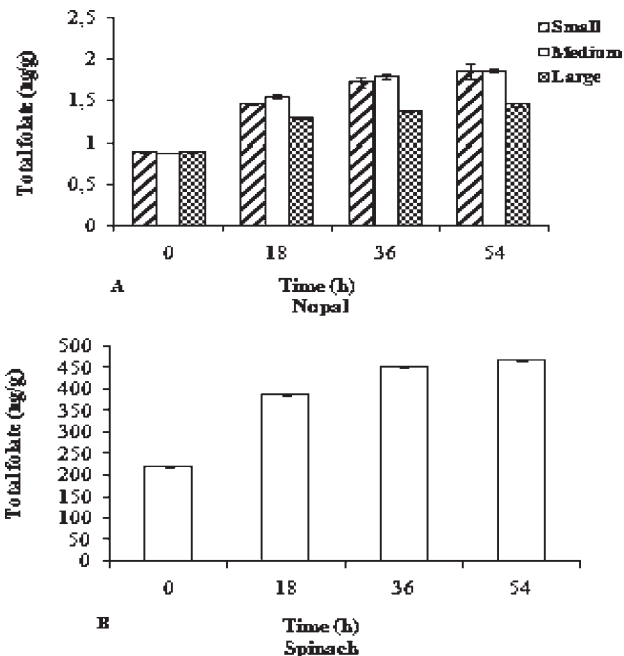 Total folate (ng/g)
2,5
2
1,5
1
0,5
0
Small
Medium
Large
0 18 36 54
A
Time (h)
Nopal
Total folate (ng/g)
500
450
400
350
300
250
200
150
100
50
0
0 18 36 54
B
Time (h)
Spinach